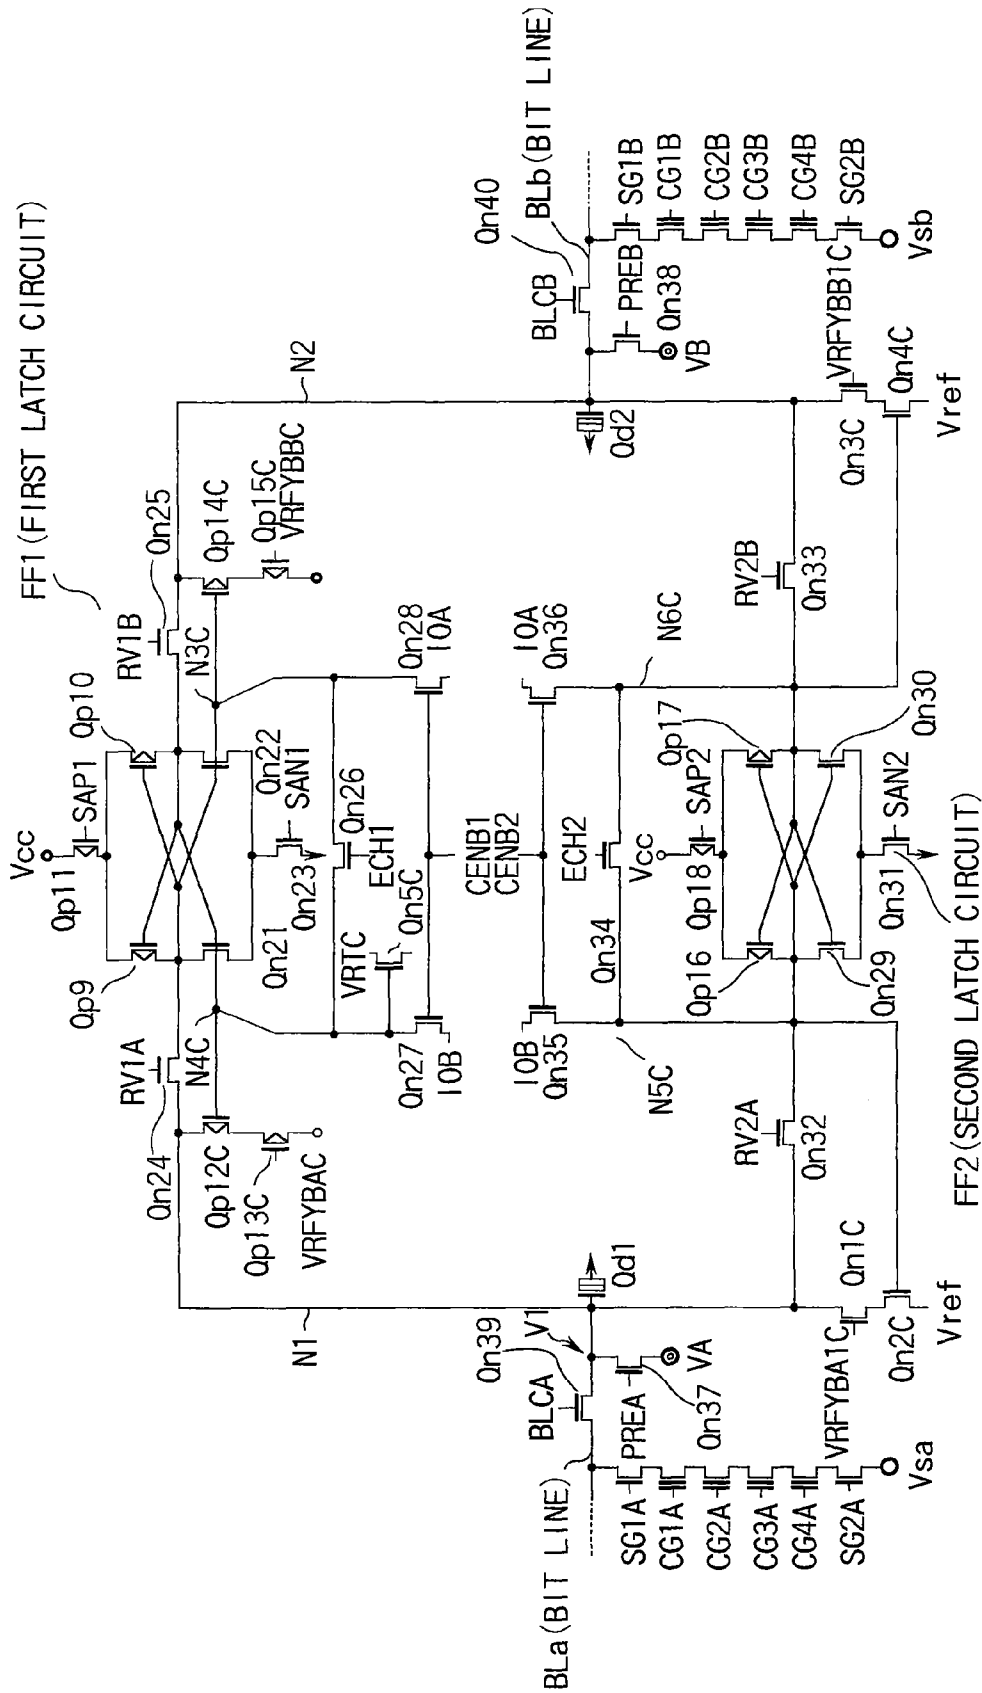 FF1(FIRST LATCH CIRCUIT)
Vcc
Qp11
SAP1
Qp9
Qp10
RV1A
RV1B
Qn24
Qn25
N4C
N3C
Qn21
Qn22
Qn23
SAN1
Qp12C
Qp13C
VRFYBAC
Qp14C
Qp15C
VRFYBBC
N1
N2
Qn26
ECH1
VRTC
Qn5C
Qn27
IOB
Qn28
IOA
CENB1
CENB2
IOB
Qn35
IOA
Qn36
ECH2
Qn34
N5C
N6C
Vcc
Qp18
SAP2
Qp16
Qp17
RV2A
Qn32
RV2B
Qn33
Qn29
Qn30
Qn31
SAN2
FF2(SECOND LATCH CIRCUIT)
BLa(BIT LINE)
BLCA
Qn39
V1
Qd1
PREA
VA
Qn37
SG1A
CG1A
CG2A
CG3A
CG4A
SG2A
Vsa
VRFYBA1C
Qn1C
Qn2C
Vref
BLb(BIT LINE)
Qn40
BLCB
Qd2
PREB
Qn38
VB
SG1B
CG1B
CG2B
CG3B
CG4B
SG2B
Vsb
VRFYBB1C
Qn3C
Qn4C
Vref